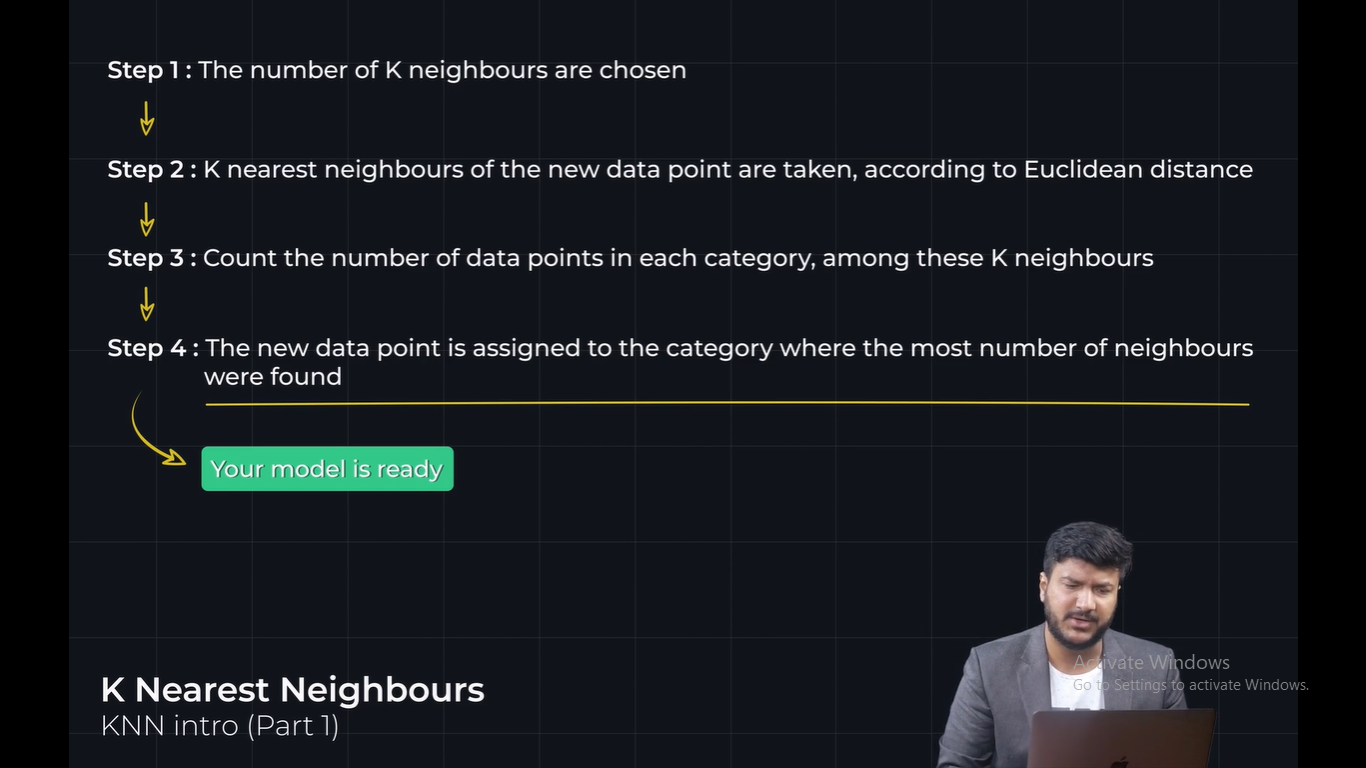 Step 1 : The number of K neighbours are chosen
Step 2 : K nearest neighbours of the new data point are taken, according to Euclidean distance
Step 3 : Count the number of data points in each category, among these K neighbours
Step 4 : The new data point is assigned to the category where the most number of neighbours
were found
Your model is ready
Activate Windows
Go to Settings to activate Windows.
K Nearest Neighbours
KNN intro (Part 1)